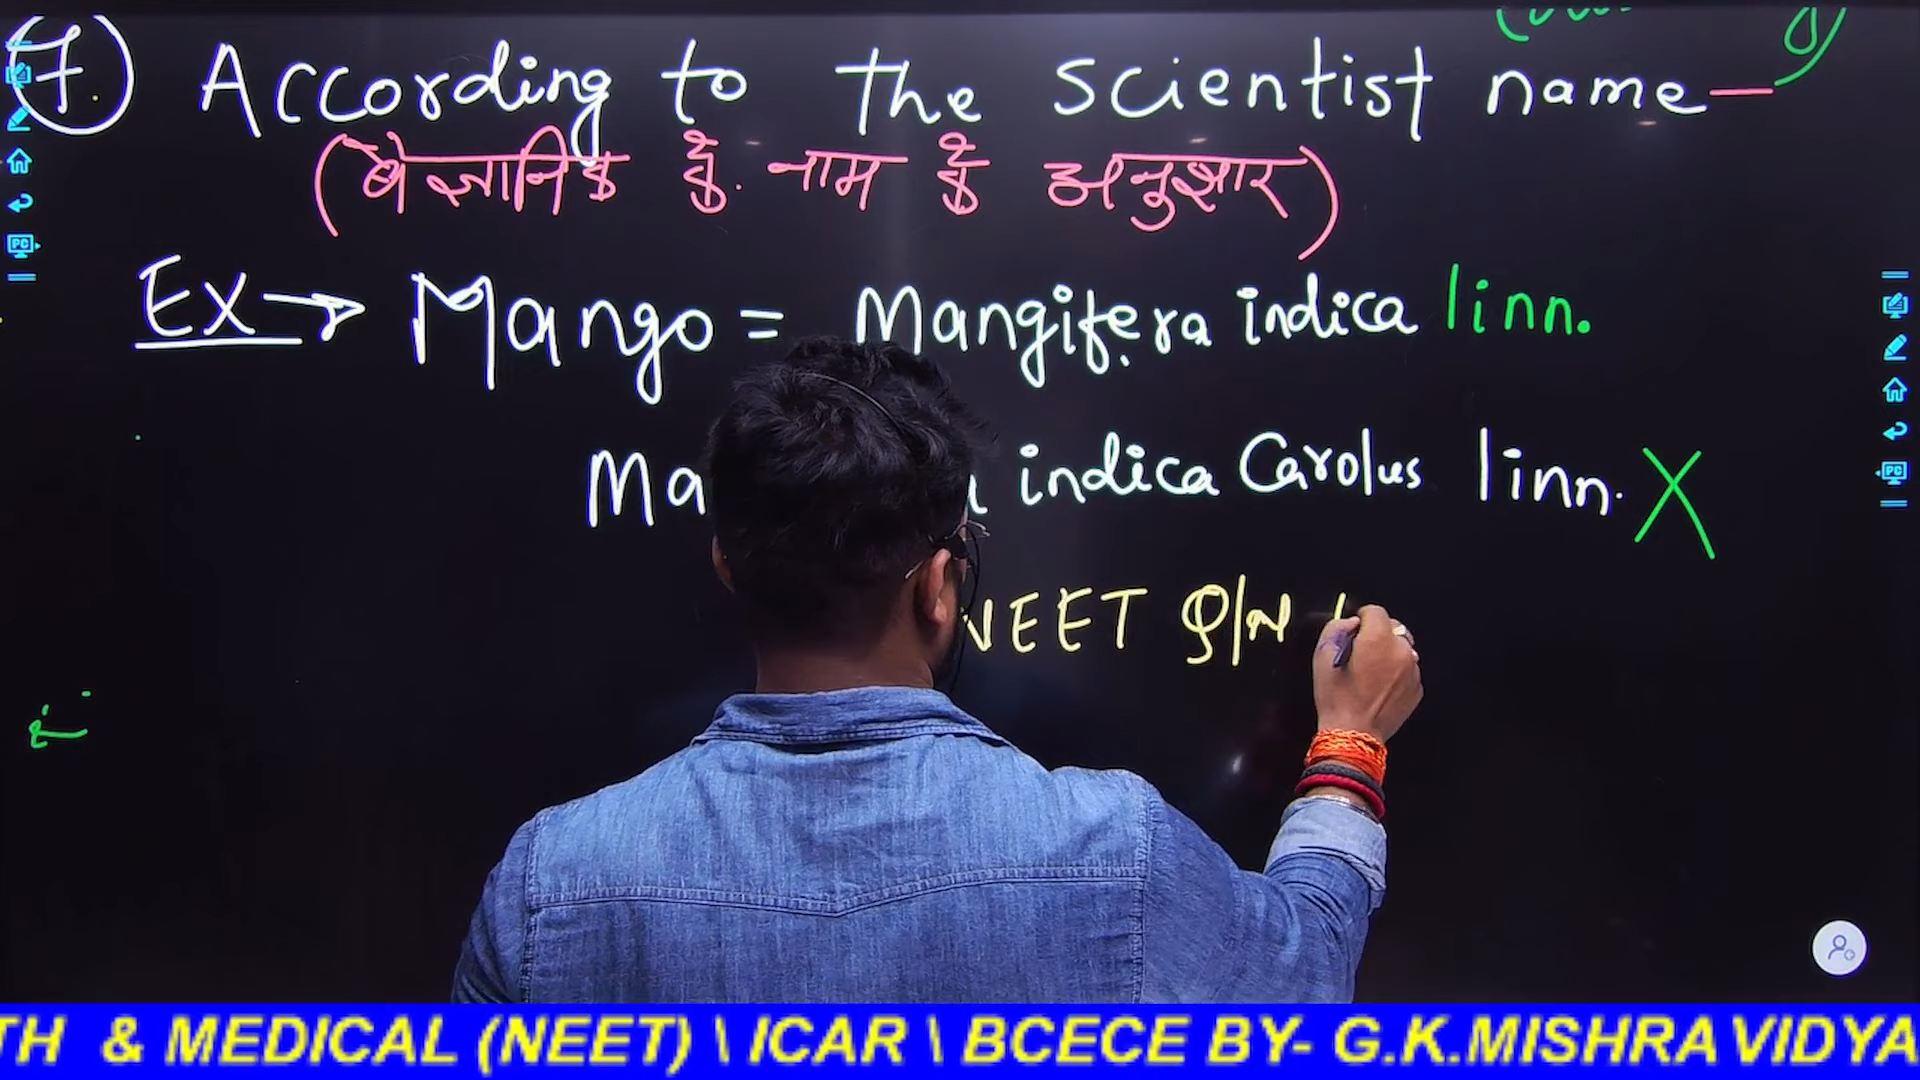 7. According to the scientist name—
(वैज्ञानिक के नाम के अनुसार)
Ex → Mango = Mangifera indica linn.
Ma indica Carolus linn. X
NEET
TH & MEDICAL (NEET) \ ICAR \ BCECE BY- G.K.MISHRA VIDYA